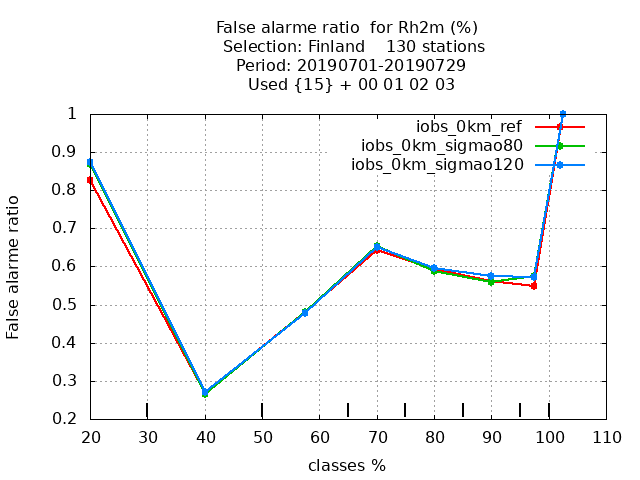 False alarme ratio  for Rh2m (%)
Selection: Finland    130 stations
Period: 20190701-20190729
Used {15} + 00 01 02 03
iobs_0km_ref
iobs_0km_sigmao80
iobs_0km_sigmao120
False alarme ratio
1
0.9
0.8
0.7
0.6
0.5
0.4
0.3
0.2
20 30 40 50 60 70 80 90 100 110
classes %